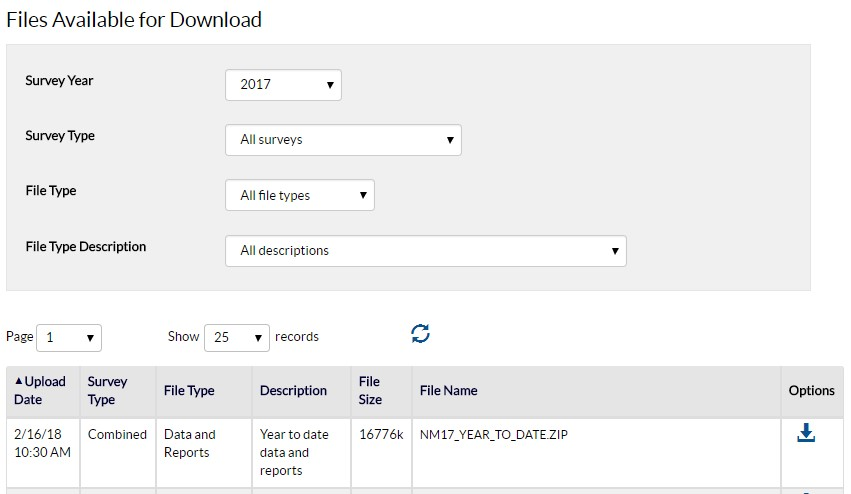 Files Available for Download
Survey Year
2017
Survey Type
All surveys
File Type
All file types
File Type Description
All descriptions
Page 1 Show 25 records
▲Upload Date
Survey Type
File Type
Description
File Size
File Name
Options
2/16/18 10:30 AM
Combined
Data and Reports
Year to date data and reports
16776k
NM17_YEAR_TO_DATE.ZIP